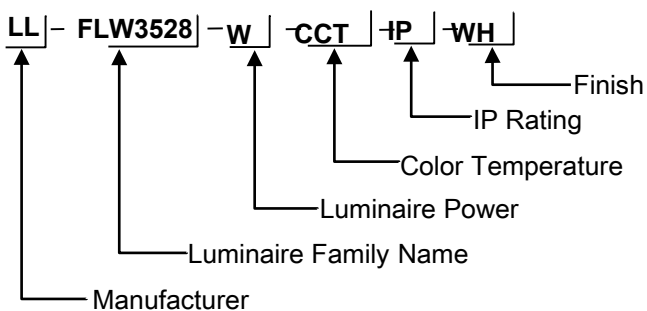 LL – FLW3528 – W – CCT – IP – WH
Finish
IP Rating
Color Temperature
Luminaire Power
Luminaire Family Name
Manufacturer